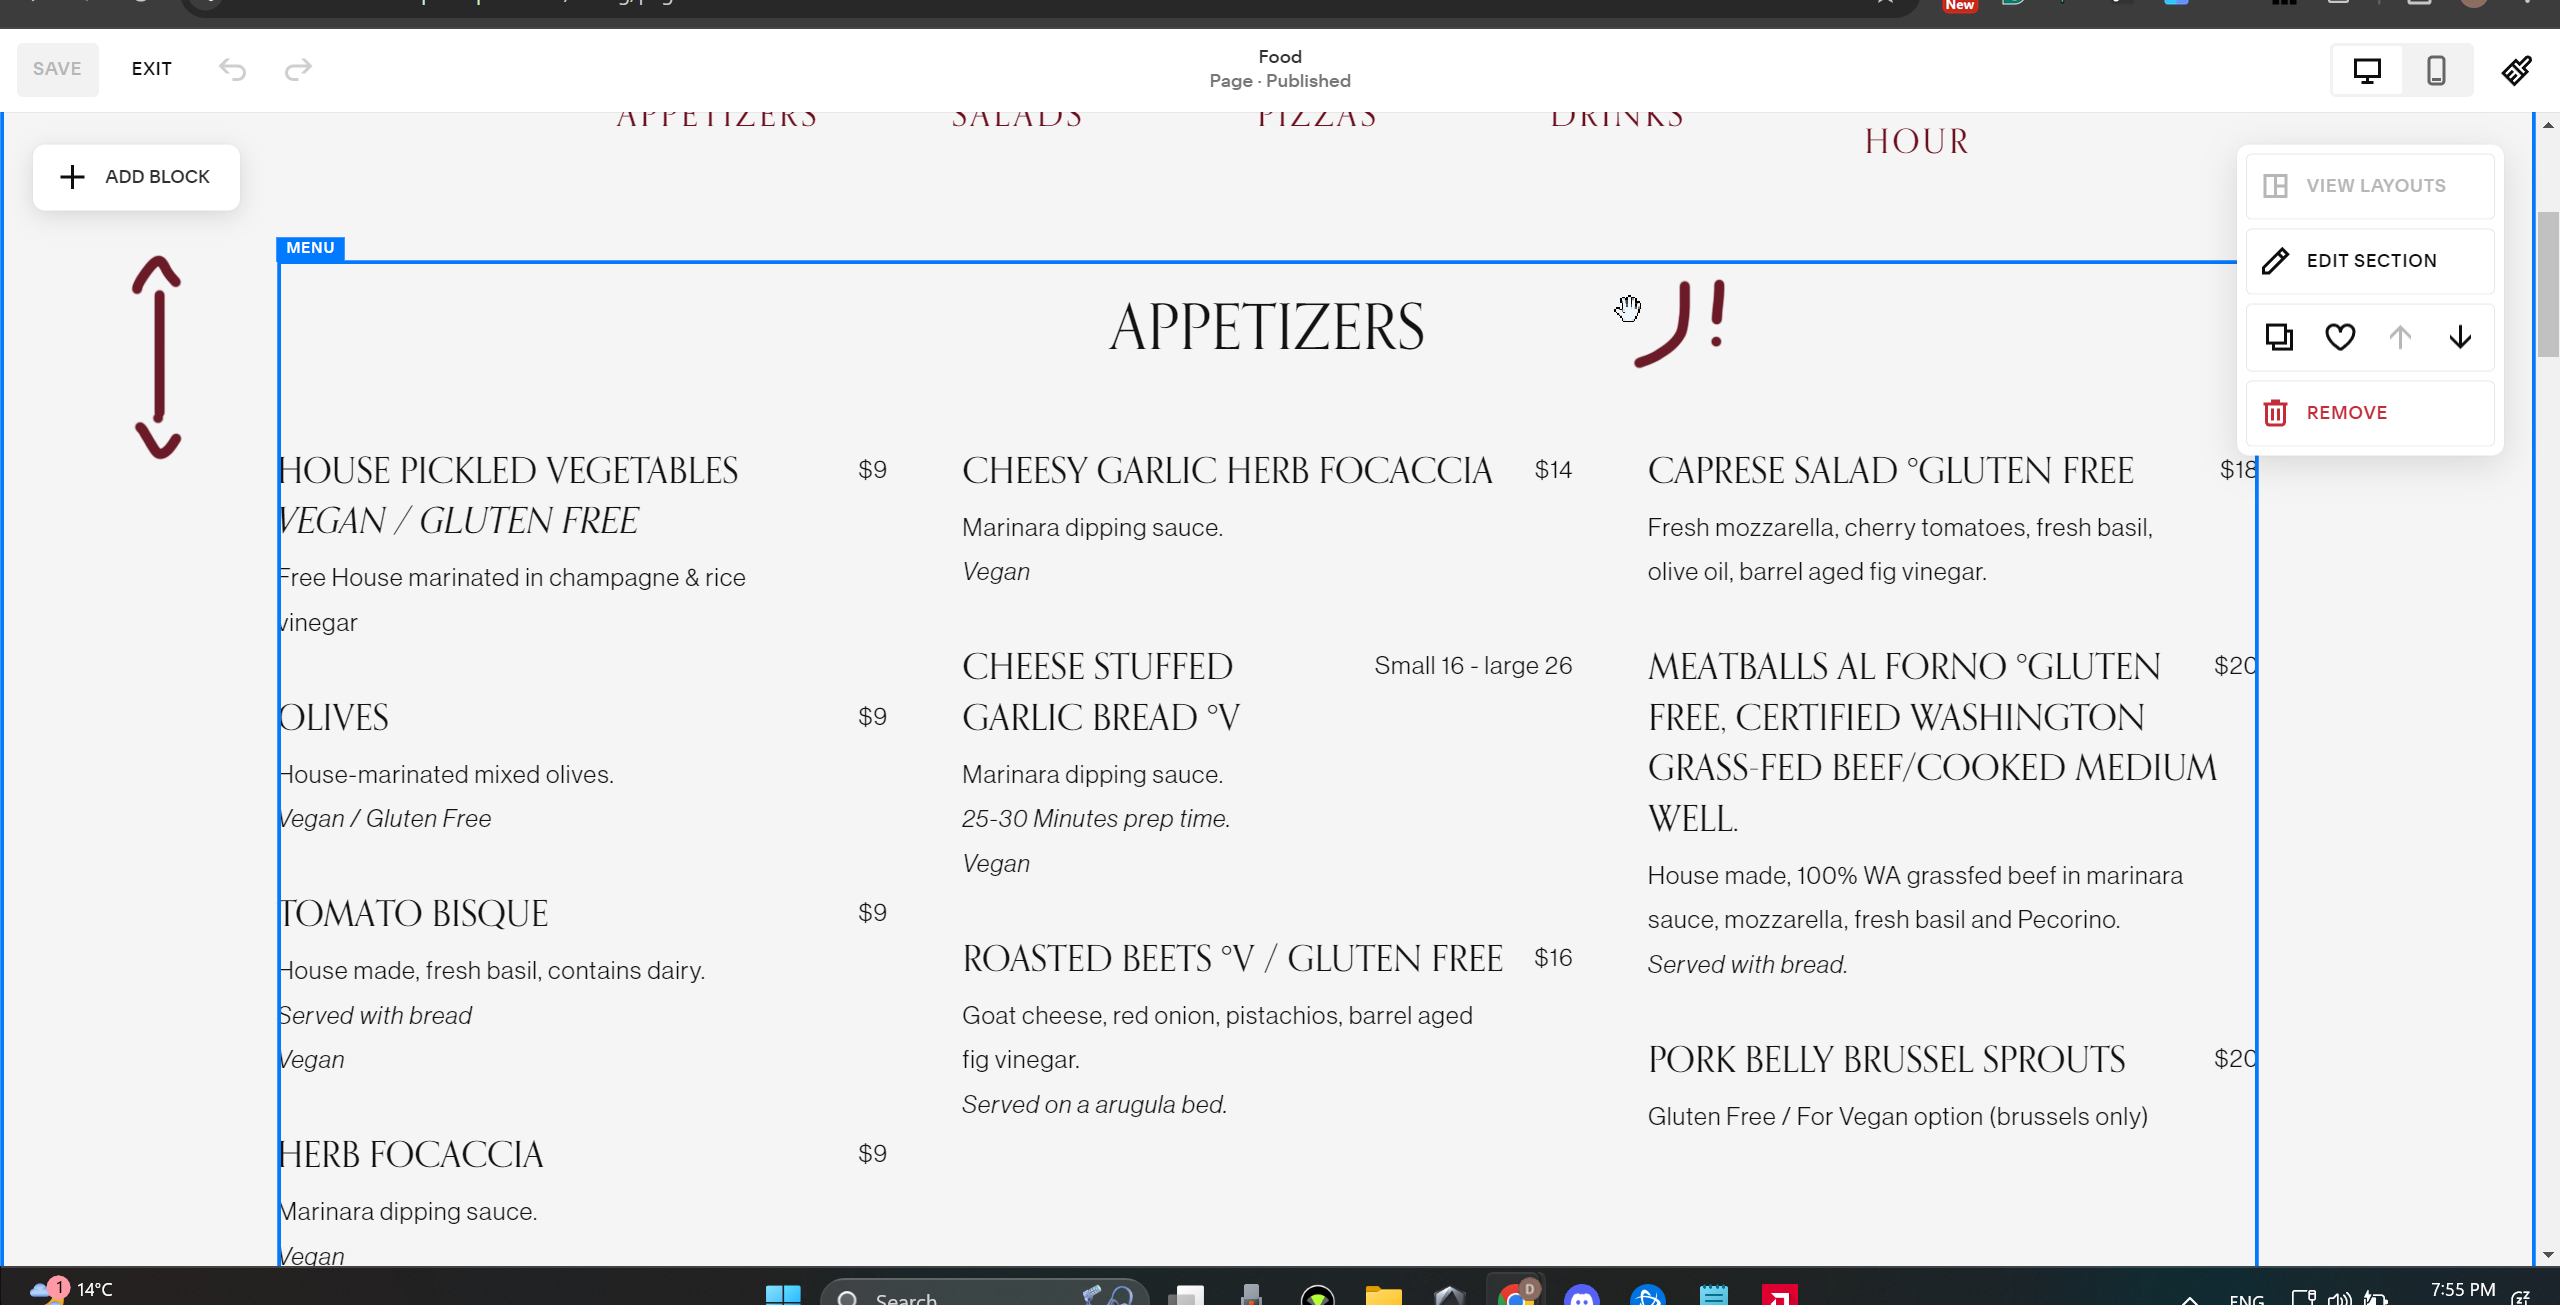 New
SAVE
EXIT
Food
Page · Published
APPETIZERS
SALADS
PIZZAS
DRINKS
HOUR
ADD BLOCK
VIEW LAYOUTS
EDIT SECTION
REMOVE
MENU
APPETIZERS
HOUSE PICKLED VEGETABLES $9
VEGAN / GLUTEN FREE
Free House marinated in champagne & rice
vinegar
OLIVES $9
House-marinated mixed olives.
Vegan / Gluten Free
TOMATO BISQUE $9
House made, fresh basil, contains dairy.
Served with bread
Vegan
HERB FOCACCIA $9
Marinara dipping sauce.
Vegan
CHEESY GARLIC HERB FOCACCIA $14
Marinara dipping sauce.
Vegan
CHEESE STUFFED Small 16 - large 26
GARLIC BREAD °V
Marinara dipping sauce.
25-30 Minutes prep time.
Vegan
ROASTED BEETS °V / GLUTEN FREE $16
Goat cheese, red onion, pistachios, barrel aged
fig vinegar.
Served on a arugula bed.
CAPRESE SALAD °GLUTEN FREE $18
Fresh mozzarella, cherry tomatoes, fresh basil,
olive oil, barrel aged fig vinegar.
MEATBALLS AL FORNO °GLUTEN $20
FREE, CERTIFIED WASHINGTON
GRASS-FED BEEF/COOKED MEDIUM
WELL.
House made, 100% WA grassfed beef in marinara
sauce, mozzarella, fresh basil and Pecorino.
Served with bread.
PORK BELLY BRUSSEL SPROUTS $20
Gluten Free / For Vegan option (brussels only)
1
14°C
Search
D
ENG
7:55 PM